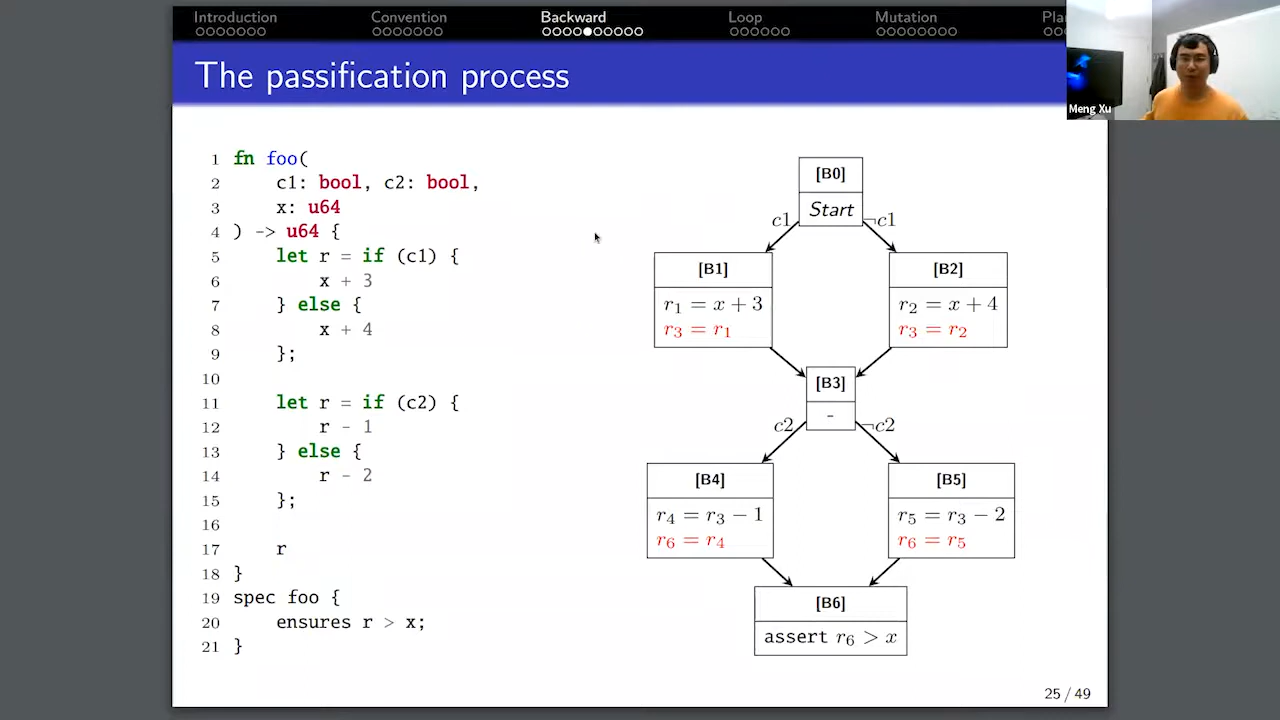 Introduction Convention Backward Loop Mutation Pla
The passification process
Meng Xu
1 fn foo(
2 c1: bool, c2: bool,
3 x: u64
4 ) -> u64 {
5 let r = if (c1) {
6 x + 3
7 } else {
8 x + 4
9 };
10
11 let r = if (c2) {
12 r - 1
13 } else {
14 r - 2
15 };
16
17 r
18 }
19 spec foo {
20 ensures r > x;
21 }
[B0]
Start
c1 ¬c1
[B1]
r₁ = x + 3
r₃ = r₁
[B2]
r₂ = x + 4
r₃ = r₂
[B3]
-
c2 ¬c2
[B4]
r₄ = r₃ − 1
r₆ = r₄
[B5]
r₅ = r₃ − 2
r₆ = r₅
[B6]
assert r₆ > x
25 / 49